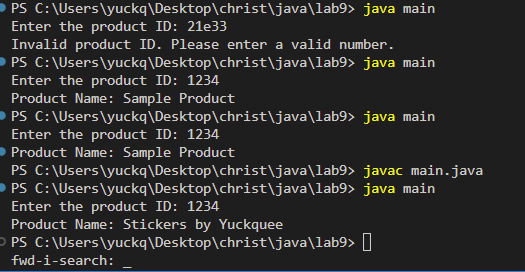 PS C:\Users\yuckq\Desktop\christ\java\lab9> java main
Enter the product ID: 21e33
Invalid product ID. Please enter a valid number.
PS C:\Users\yuckq\Desktop\christ\java\lab9> java main
Enter the product ID: 1234
Product Name: Sample Product
PS C:\Users\yuckq\Desktop\christ\java\lab9> java main
Enter the product ID: 1234
Product Name: Sample Product
PS C:\Users\yuckq\Desktop\christ\java\lab9> javac main.java
PS C:\Users\yuckq\Desktop\christ\java\lab9> java main
Enter the product ID: 1234
Product Name: Stickers by Yuckquee
PS C:\Users\yuckq\Desktop\christ\java\lab9>
fwd-i-search: _